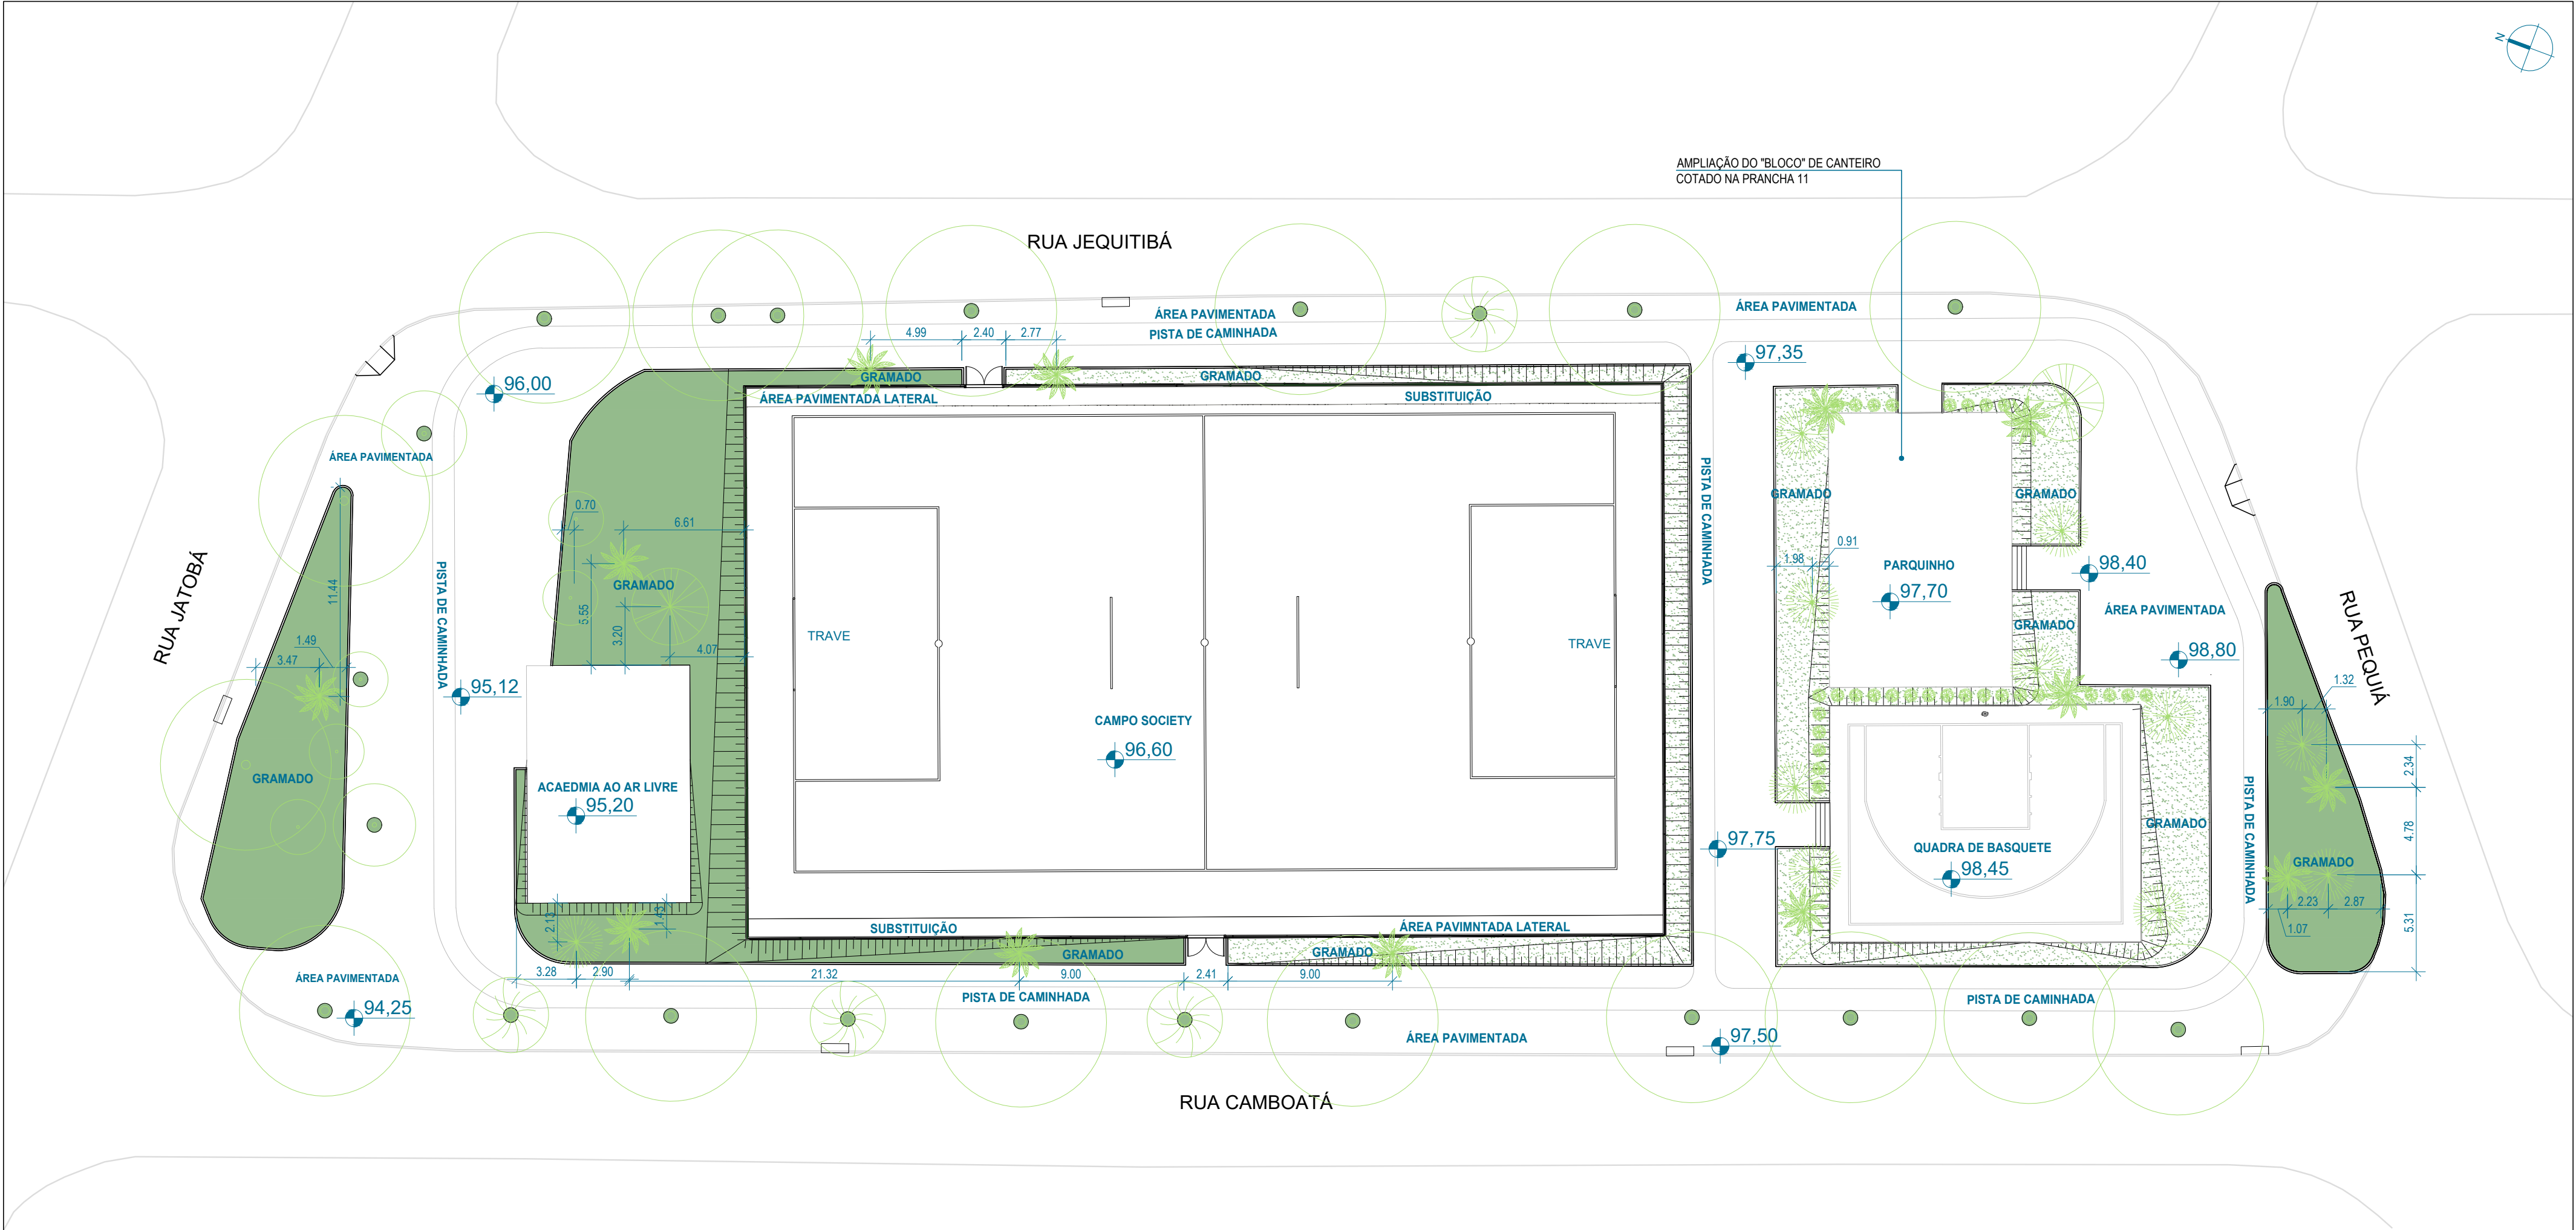 N
AMPLIAÇÃO DO "BLOCO" DE CANTEIRO
COTADO NA PRANCHA 11
RUA JEQUITIBÁ
ÁREA PAVIMENTADA
ÁREA PAVIMENTADA
PISTA DE CAMINHADA
4.99
2.40
2.77
97,35
96,00
GRAMADO
GRAMADO
ÁREA PAVIMENTADA LATERAL
SUBSTITUIÇÃO
ÁREA PAVIMENTADA
PISTA DE CAMINHADA
GRAMADO
GRAMADO
0.70
6.61
0.91
1.98
PARQUINHO
97,70
98,40
RUA JATOBÁ
11.44
PISTA DE CAMINHADA
GRAMADO
5.55
3.20
4.07
ÁREA PAVIMENTADA
GRAMADO
RUA PEQUIÁ
TRAVE
TRAVE
1.49
3.47
98,80
95,12
1.32
1.90
CAMPO SOCIETY
96,60
GRAMADO
ACAEDMIA AO AR LIVRE
95,20
2.34
PISTA DE CAMINHADA
GRAMADO
4.78
97,75
QUADRA DE BASQUETE
98,45
GRAMADO
2.23
2.87
1.07
5.31
2.13
1.43
SUBSTITUIÇÃO
ÁREA PAVIMNTADA LATERAL
GRAMADO
GRAMADO
ÁREA PAVIMENTADA
3.28
2.90
21.32
9.00
2.41
9.00
PISTA DE CAMINHADA
PISTA DE CAMINHADA
94,25
97,50
ÁREA PAVIMENTADA
RUA CAMBOATÁ